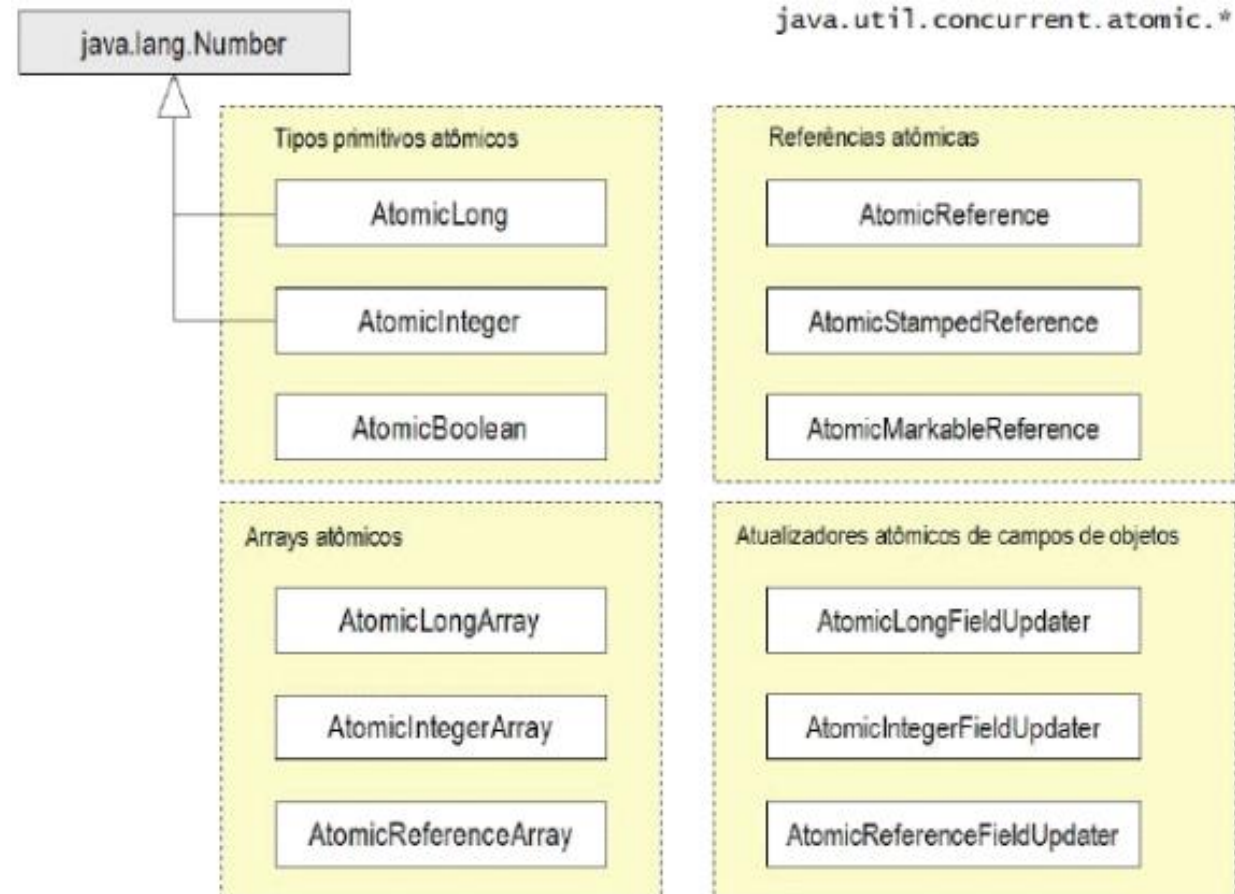 java.util.concurrent.atomic.*
java.lang.Number
Tipos primitivos atômicos
AtomicLong
AtomicInteger
AtomicBoolean
Referências atômicas
AtomicReference
AtomicStampedReference
AtomicMarkableReference
Arrays atômicos
AtomicLongArray
AtomicIntegerArray
AtomicReferenceArray
Atualizadores atômicos de campos de objetos
AtomicLongFieldUpdater
AtomicIntegerFieldUpdater
AtomicReferenceFieldUpdater